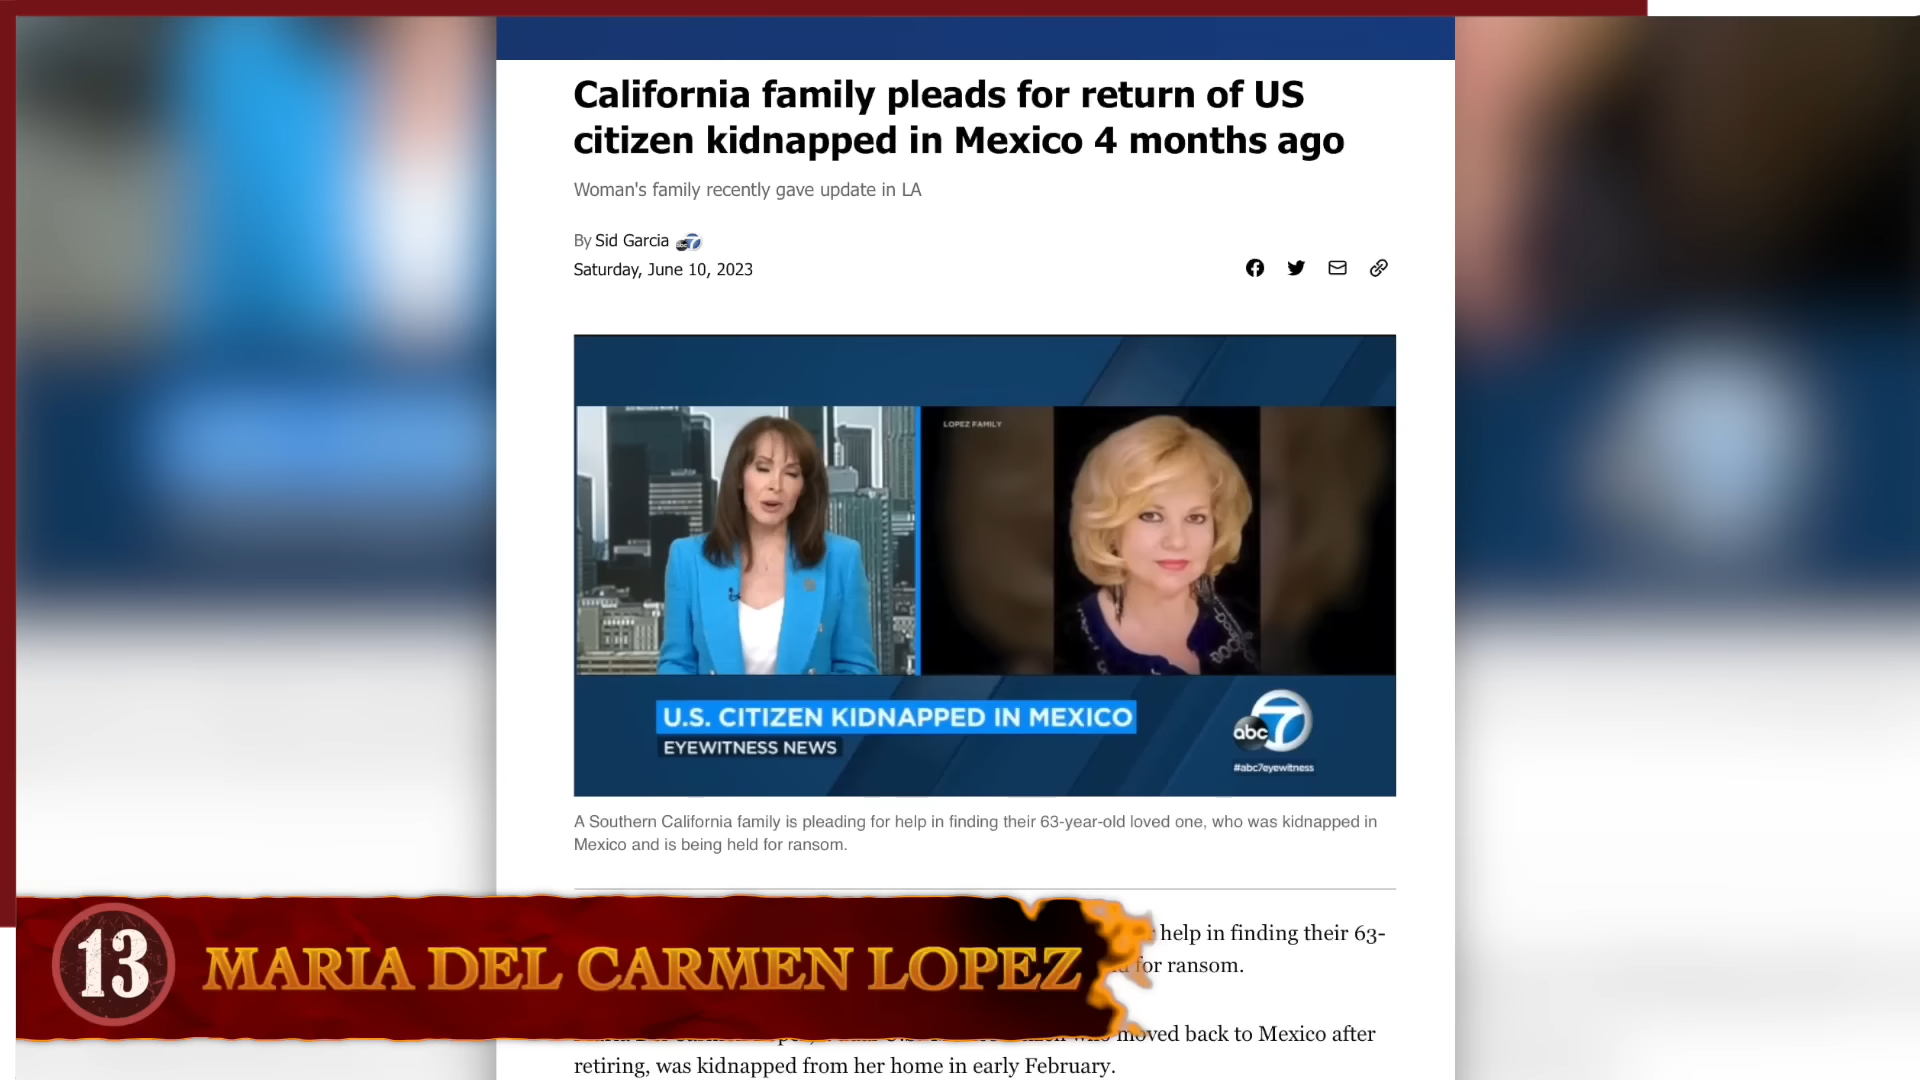 California family pleads for return of US
citizen kidnapped in Mexico 4 months ago
Woman's family recently gave update in LA
By Sid Garcia abc7
Saturday, June 10, 2023
LOPEZ FAMILY
U.S. CITIZEN KIDNAPPED IN MEXICO
EYEWITNESS NEWS
abc7
#abc7eyewitness
A Southern California family is pleading for help in finding their 63-year-old loved one, who was kidnapped in
Mexico and is being held for ransom.
help in finding their 63-
for ransom.
13 MARIA DEL CARMEN LOPEZ
moved back to Mexico after
retiring, was kidnapped from her home in early February.